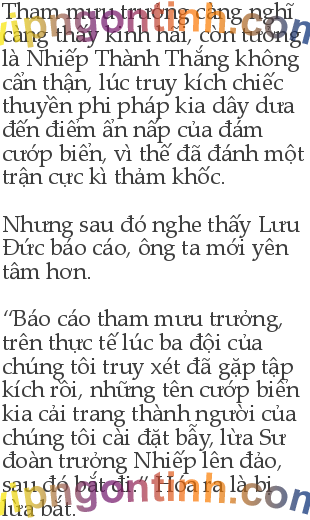 Tham mưu trưởng càng nghĩ
càng thấy kinh hãi, còn tưởng
là Nhiếp Thành Thắng không
cẩn thận, lúc truy kích chiếc
thuyền phi pháp kia dây dưa
đến điểm ẩn nấp của đám
cướp biển, vì thế đã đánh một
trận cực kì thảm khốc.
Nhưng sau đó nghe thấy Lưu
Đức báo cáo, ông ta mới yên
tâm hơn.
“Báo cáo tham mưu trưởng,
trên thực tế lúc ba đội của
chúng tôi truy xét đã gặp tập
kích rồi, những tên cướp biển
kia cải trang thành người của
chúng tôi cài đặt bẫy, lừa Sư
đoàn trưởng Nhiếp lên đảo,
sau đó bắt đi.” Hóa ra là bị
lừa bắt.